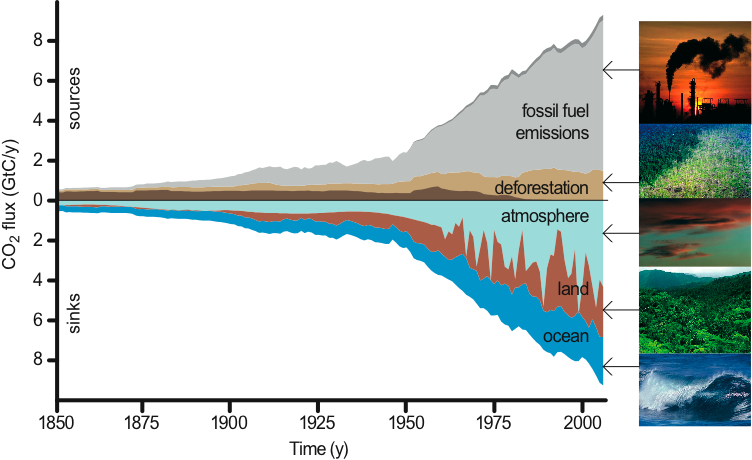 8
6
4
2
0
2
4
6
8
CO2 flux (GtC/y)
sources
sinks
fossil fuel
emissions
deforestation
atmosphere
land
ocean
1850 1875 1900 1925 1950 1975 2000
Time (y)